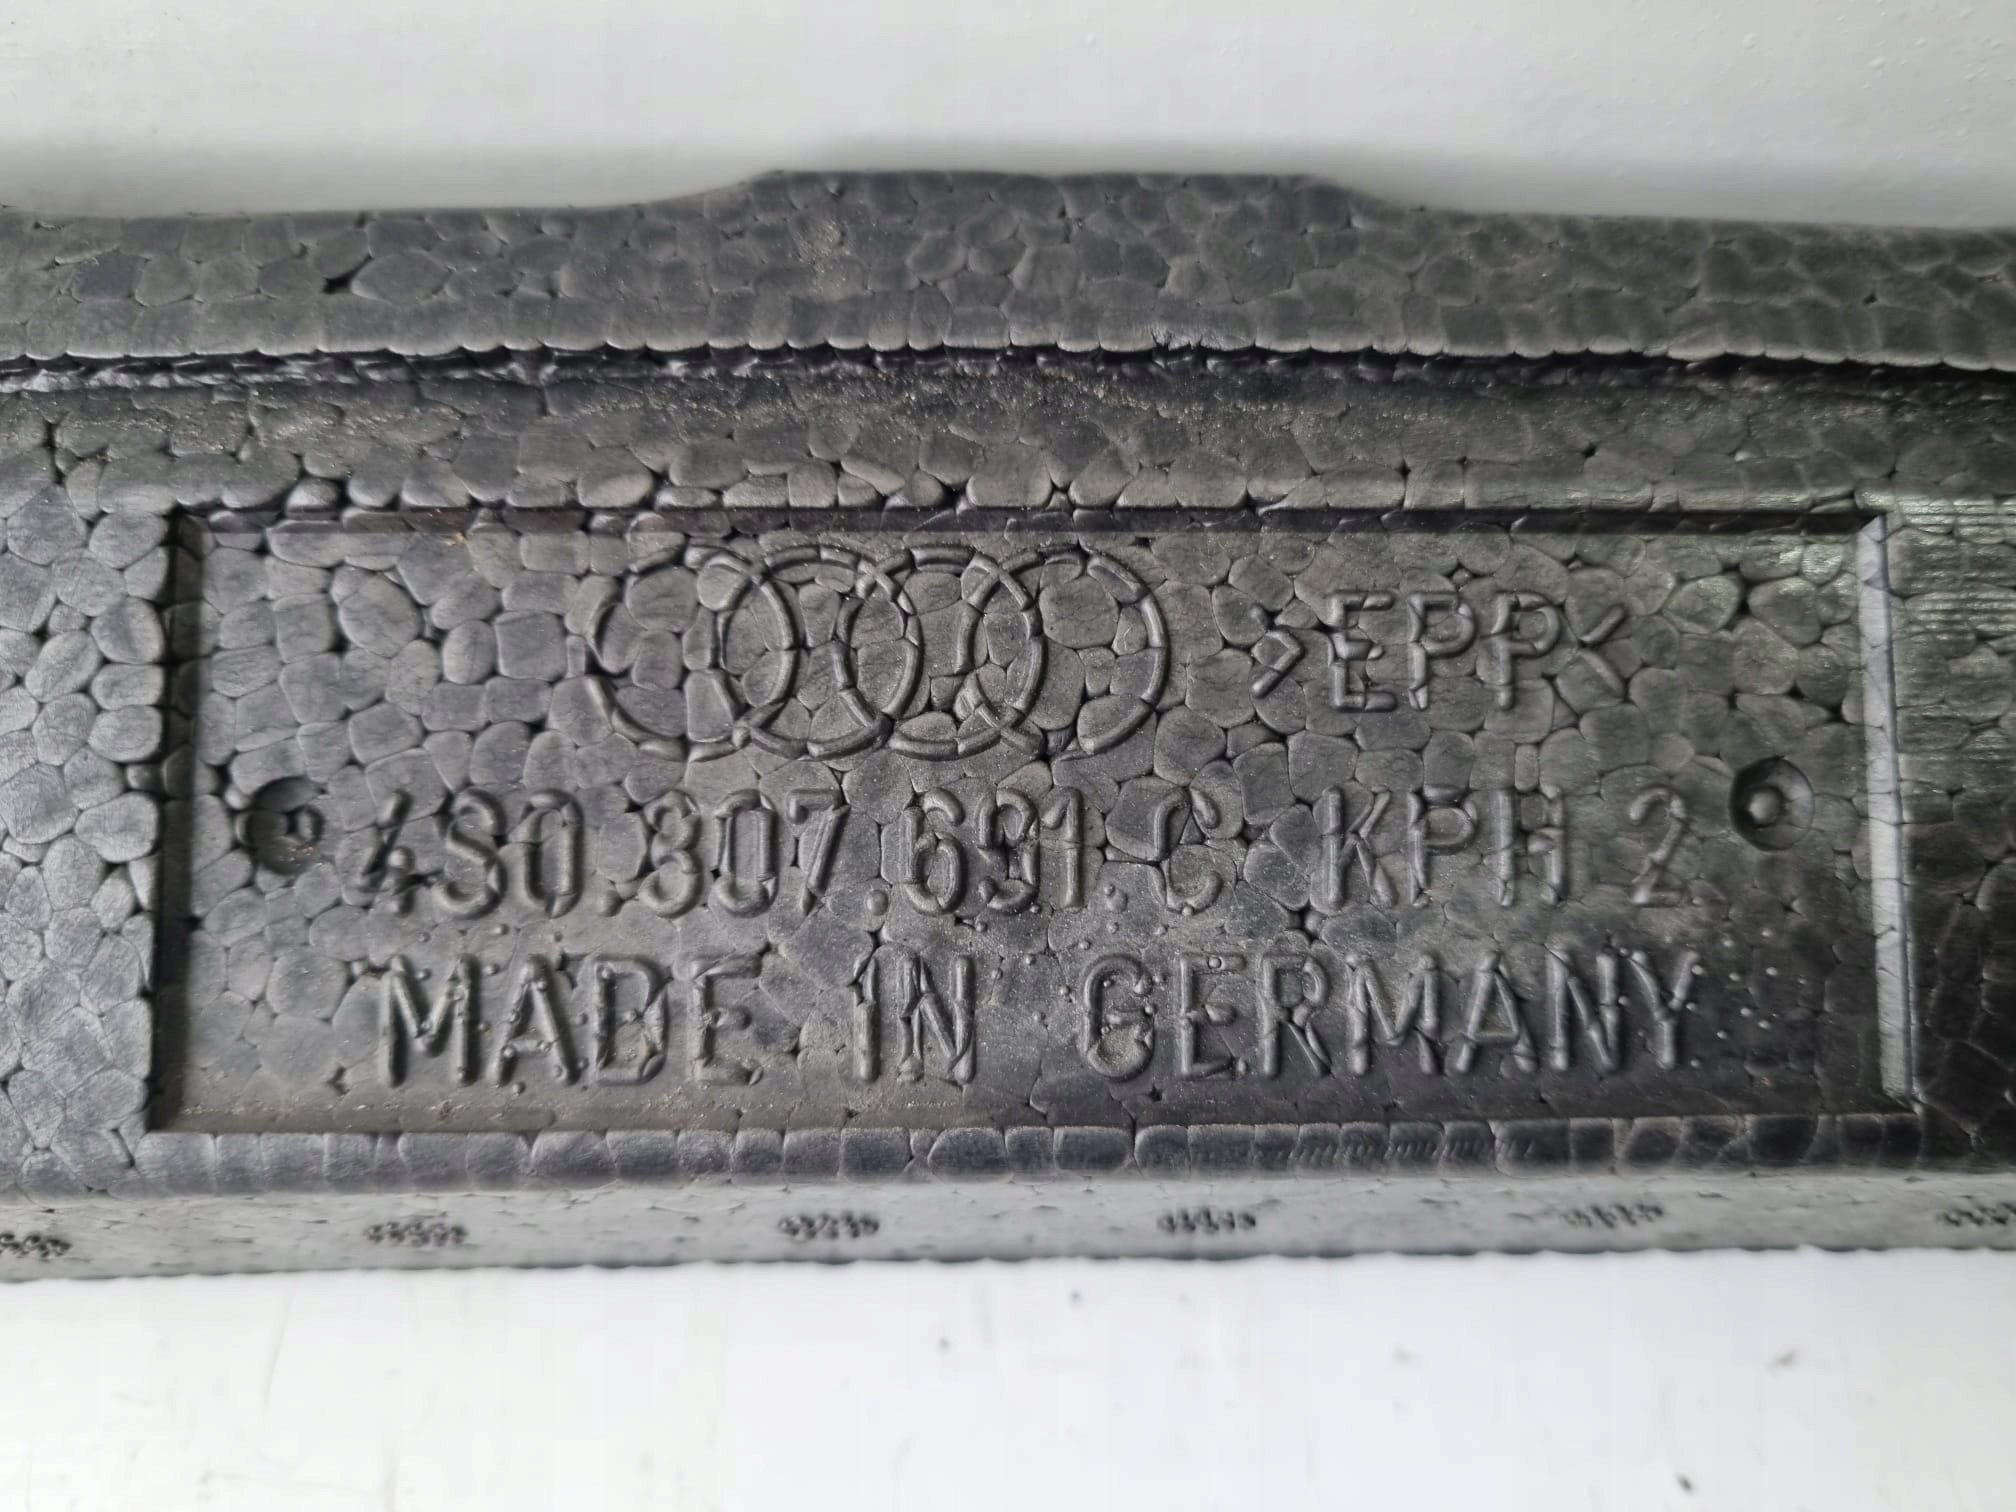 >EPP<
4S0.807.691.C KPH 2
MADE IN GERMANY